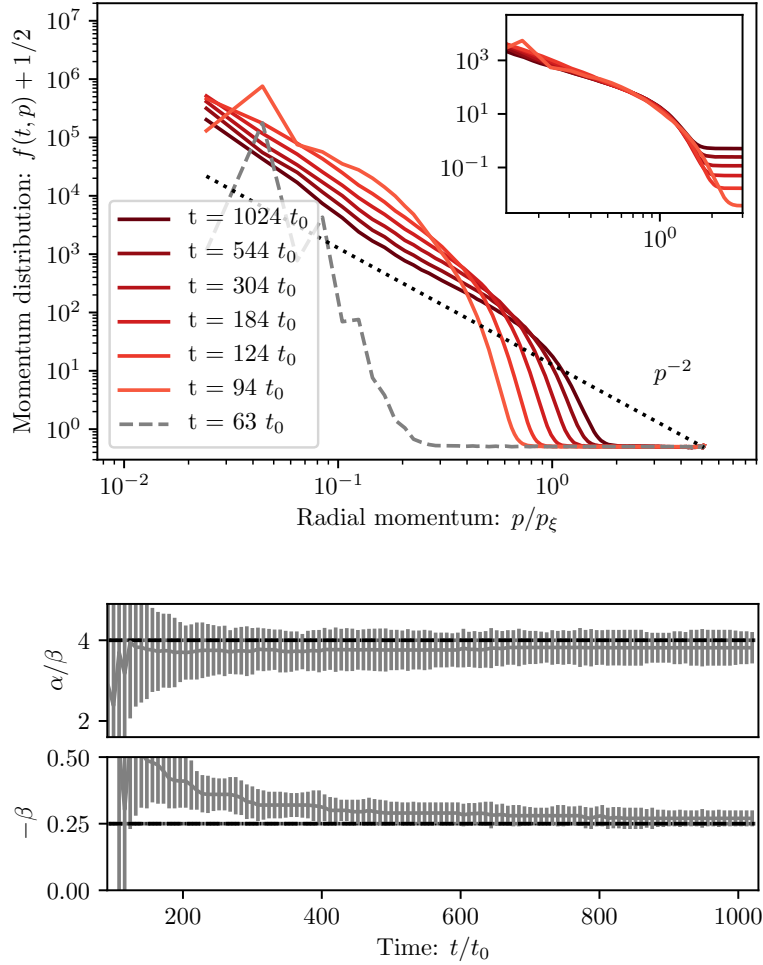 10^7
10^6
10^5
10^4
10^3
10^2
10^1
10^0
Momentum distribution: f(t, p) + 1/2
10^3
10^1
10^{-1}
10^0
t = 1024 t_0
t = 544 t_0
t = 304 t_0
t = 184 t_0
t = 124 t_0
t = 94 t_0
t = 63 t_0
p^{-2}
10^{-2} 10^{-1} 10^0
Radial momentum: p/p_ξ
α/β
4
2
−β
0.50
0.25
0.00
200 400 600 800 1000
Time: t/t_0